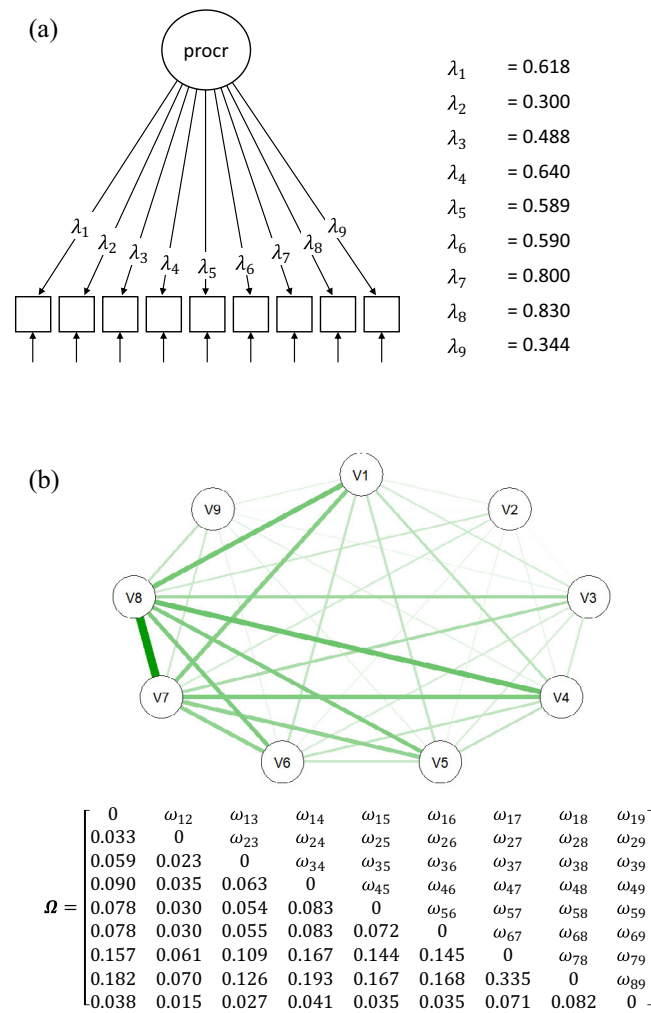 (a)
procr
λ₁ = 0.618
λ₂ = 0.300
λ₃ = 0.488
λ₄ = 0.640
λ₅ = 0.589
λ₆ = 0.590
λ₇ = 0.800
λ₈ = 0.830
λ₉ = 0.344
λ₁ λ₂ λ₃ λ₄ λ₅ λ₆ λ₇ λ₈ λ₉
(b)
V1
V9 V2
V8 V3
V7 V4
V6 V5
0 ω₁₂ ω₁₃ ω₁₄ ω₁₅ ω₁₆ ω₁₇ ω₁₈ ω₁₉
0.033 0 ω₂₃ ω₂₄ ω₂₅ ω₂₆ ω₂₇ ω₂₈ ω₂₉
0.059 0.023 0 ω₃₄ ω₃₅ ω₃₆ ω₃₇ ω₃₈ ω₃₉
0.090 0.035 0.063 0 ω₄₅ ω₄₆ ω₄₇ ω₄₈ ω₄₉
Ω = 0.078 0.030 0.054 0.083 0 ω₅₆ ω₅₇ ω₅₈ ω₅₉
0.078 0.030 0.055 0.083 0.072 0 ω₆₇ ω₆₈ ω₆₉
0.157 0.061 0.109 0.167 0.144 0.145 0 ω₇₈ ω₇₉
0.182 0.070 0.126 0.193 0.167 0.168 0.335 0 ω₈₉
0.038 0.015 0.027 0.041 0.035 0.035 0.071 0.082 0